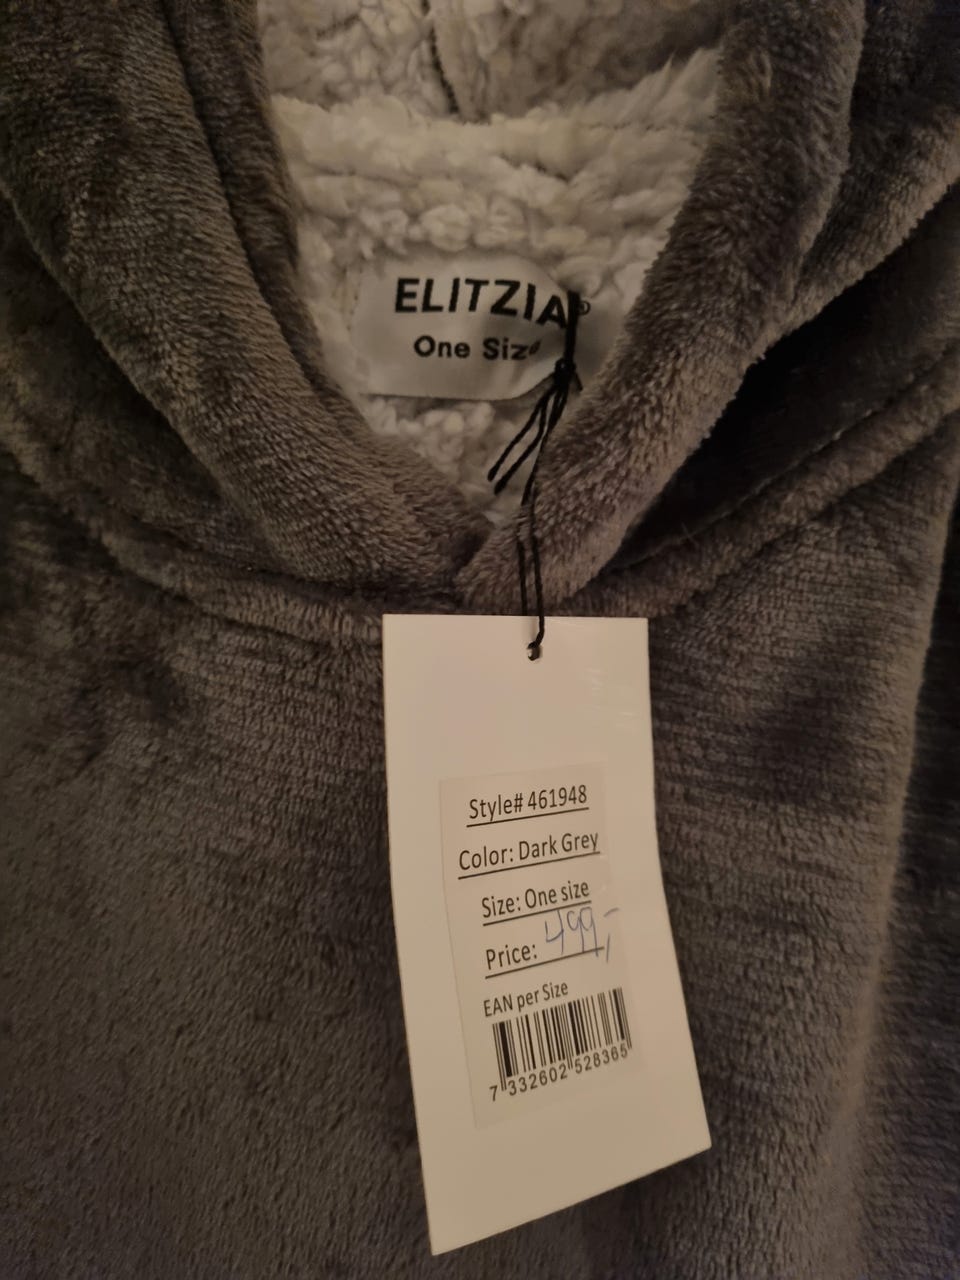 ELITZIA®
One Size
Style# 461948
Color: Dark Grey
Size: One size
Price: 499,-
EAN per Size
7 332602 528365